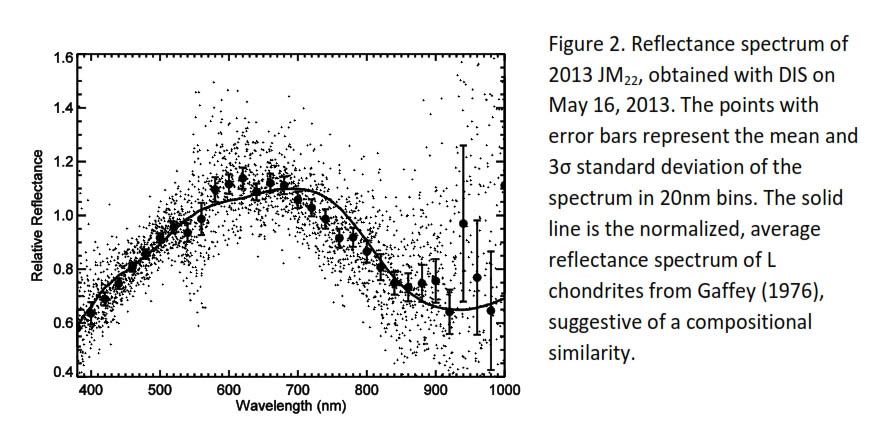 Figure 2. Reflectance spectrum of
2013 JM22, obtained with DIS on
May 16, 2013. The points with
error bars represent the mean and
3σ standard deviation of the
spectrum in 20nm bins. The solid
line is the normalized, average
reflectance spectrum of L
chondrites from Gaffey (1976),
suggestive of a compositional
similarity.
Relative Reflectance
1.6
1.4
1.2
1.0
0.8
0.6
0.4
400 500 600 700 800 900 1000
Wavelength (nm)